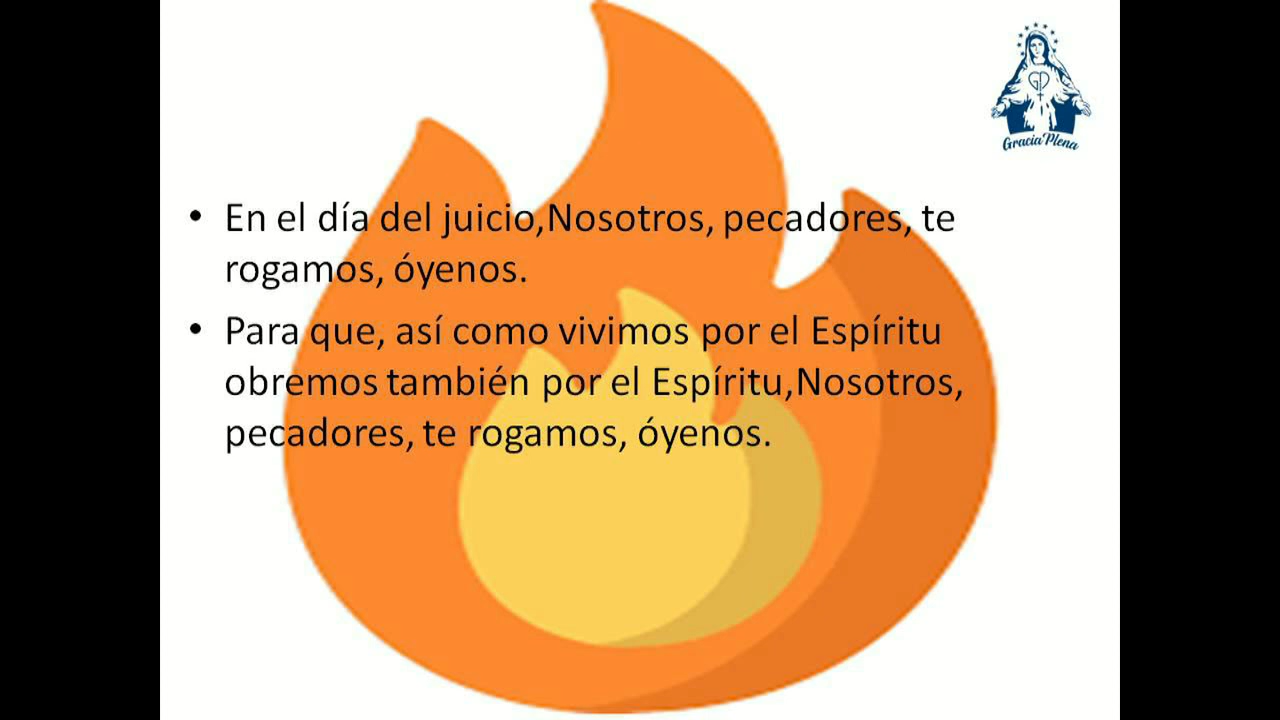 Gracia Plena
• En el día del juicio,Nosotros, pecadores, te
rogamos, óyenos.
• Para que, así como vivimos por el Espíritu
obremos también por el Espíritu,Nosotros,
pecadores, te rogamos, óyenos.